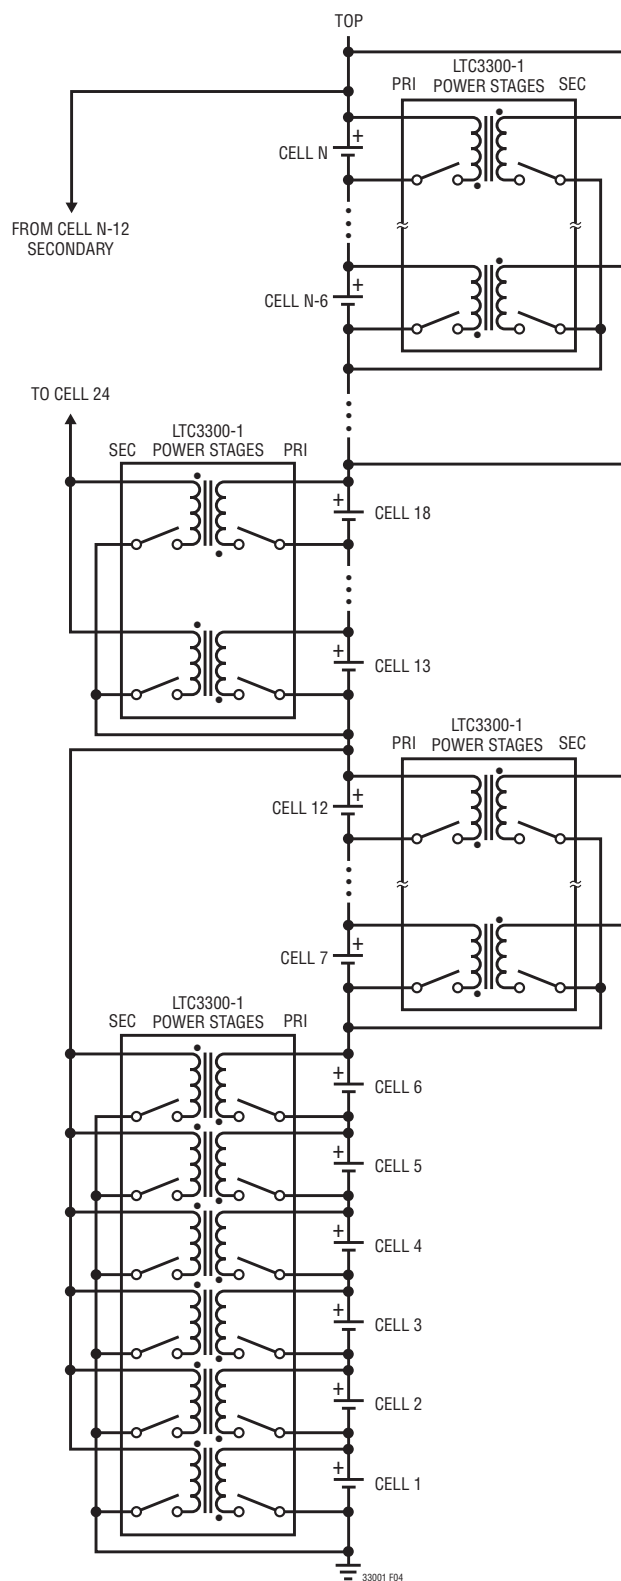 TOP
LTC3300-1
PRI POWER STAGES SEC
+
CELL N
FROM CELL N-12
SECONDARY
+
CELL N-6
TO CELL 24
LTC3300-1
SEC POWER STAGES PRI
+
CELL 18
+
CELL 13
LTC3300-1
PRI POWER STAGES SEC
+
CELL 12
+
CELL 7
LTC3300-1
SEC POWER STAGES PRI
+
CELL 6
+
CELL 5
+
CELL 4
+
CELL 3
+
CELL 2
+
CELL 1
33001 F04